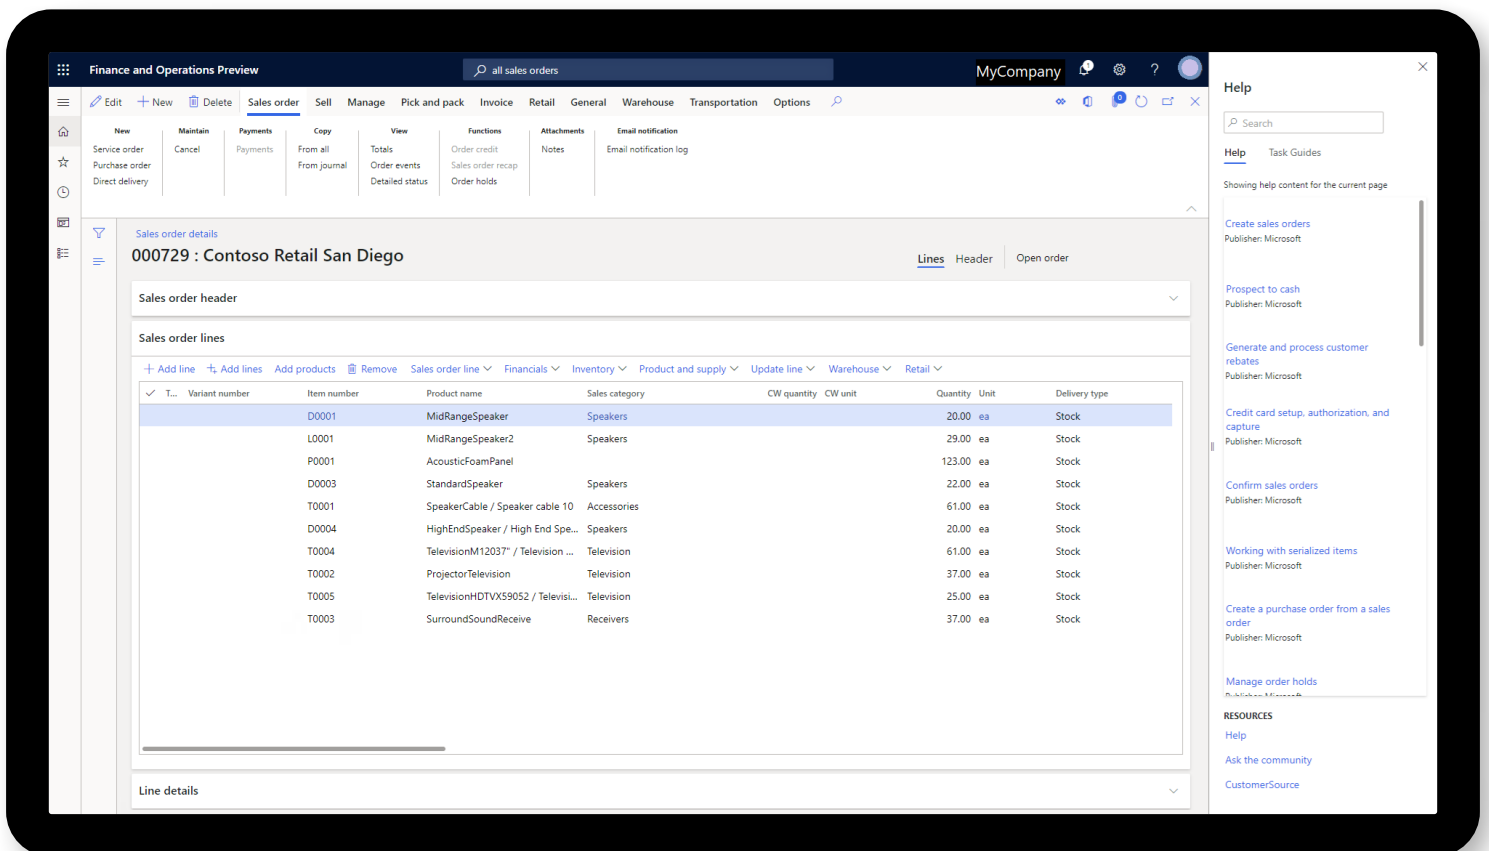 Finance and Operations Preview
all sales orders
MyCompany
1
?
Edit New Delete Sales order Sell Manage Pick and pack Invoice Retail General Warehouse Transportation Options
0
New Maintain Payments Copy View Functions Attachments Email notification
Service order Cancel Payments From all Totals Order credit Notes Email notification log
Purchase order From journal Order events Sales order recap
Direct delivery Detailed status Order holds
Sales order details
000729 : Contoso Retail San Diego
Lines Header Open order
Sales order header
Sales order lines
Add line Add lines Add products Remove Sales order line Financials Inventory Product and supply Update line Warehouse Retail
T... Variant number Item number Product name Sales category CW quantity CW unit Quantity Unit Delivery type
D0001 MidRangeSpeaker Speakers 20.00 ea Stock
L0001 MidRangeSpeaker2 Speakers 29.00 ea Stock
P0001 AcousticFoamPanel 123.00 ea Stock
D0003 StandardSpeaker Speakers 22.00 ea Stock
T0001 SpeakerCable / Speaker cable 10 Accessories 61.00 ea Stock
D0004 HighEndSpeaker / High End Spe... Speakers 20.00 ea Stock
T0004 TelevisionM12037" / Television ... Television 61.00 ea Stock
T0002 ProjectorTelevision Television 37.00 ea Stock
T0005 TelevisionHDTVX59052 / Televisi... Television 25.00 ea Stock
T0003 SurroundSoundReceive Receivers 37.00 ea Stock
Line details
Help
Search
Help Task Guides
Showing help content for the current page
Create sales orders
Publisher: Microsoft
Prospect to cash
Publisher: Microsoft
Generate and process customer
rebates
Publisher: Microsoft
Credit card setup, authorization, and
capture
Publisher: Microsoft
Confirm sales orders
Publisher: Microsoft
Working with serialized items
Publisher: Microsoft
Create a purchase order from a sales
order
Publisher: Microsoft
Manage order holds
Publisher: Microsoft
RESOURCES
Help
Ask the community
CustomerSource